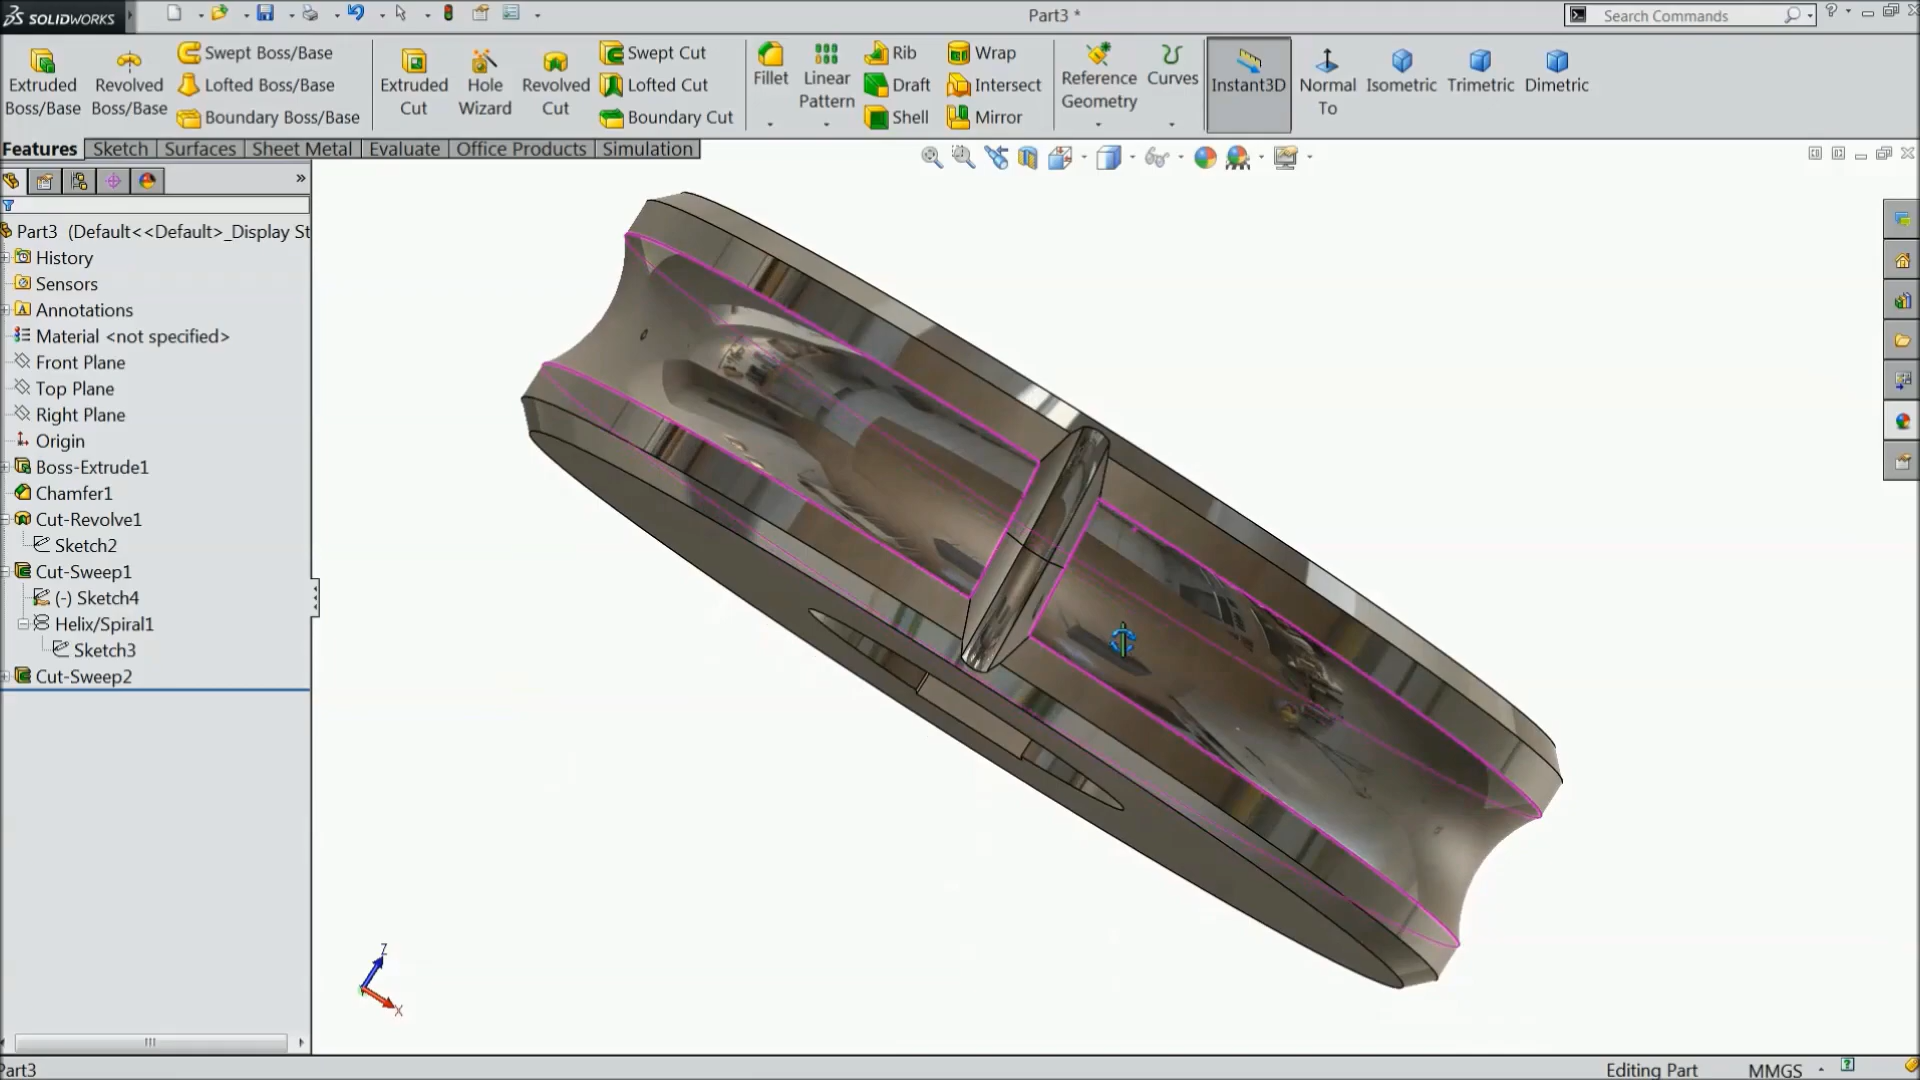 SOLIDWORKS
Part3 *
Search Commands
?
Extruded Boss/Base
Revolved Boss/Base
Swept Boss/Base
Lofted Boss/Base
Boundary Boss/Base
Extruded Cut
Hole Wizard
Revolved Cut
Swept Cut
Lofted Cut
Boundary Cut
Fillet
Linear Pattern
Rib
Draft
Shell
Wrap
Intersect
Mirror
Reference Geometry
Curves
Instant3D
Normal To
Isometric
Trimetric
Dimetric
Features
Sketch
Surfaces
Sheet Metal
Evaluate
Office Products
Simulation
»
Part3 (Default<<Default>_Display St
History
Sensors
Annotations
Material <not specified>
Front Plane
Top Plane
Right Plane
Origin
Boss-Extrude1
Chamfer1
Cut-Revolve1
Sketch2
Cut-Sweep1
(-) Sketch4
Helix/Spiral1
Sketch3
Cut-Sweep2
Z
X
Part3
Editing Part
MMGS